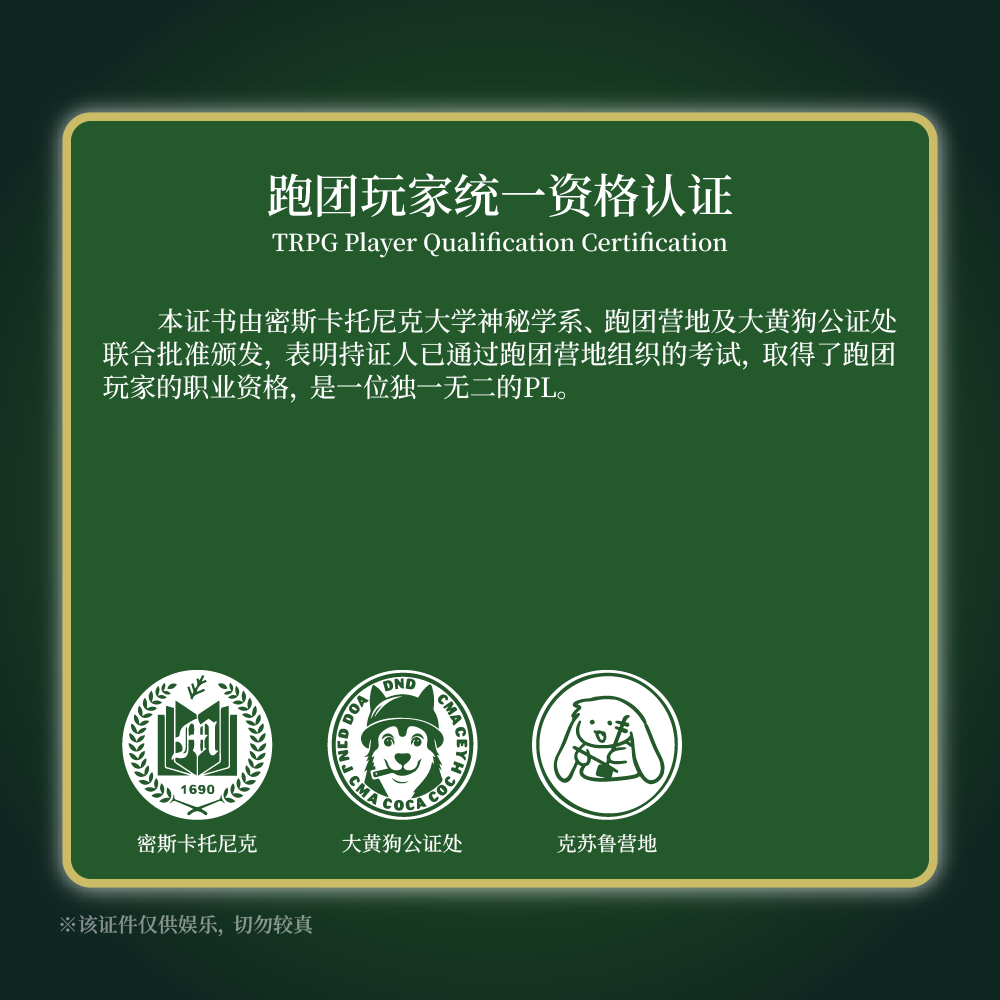 跑团玩家统一资格认证
TRPG Player Qualification Certification
本证书由密斯卡托尼克大学神秘学系、跑团营地及大黄狗公证处
联合批准颁发，表明持证人已通过跑团营地组织的考试，取得了跑团
玩家的职业资格，是一位独一无二的PL。
M
1690
DND
CMA CEYH
COC
COCA
CMA
I'NED DOA
密斯卡托尼克
大黄狗公证处
克苏鲁营地
※该证件仅供娱乐，切勿较真